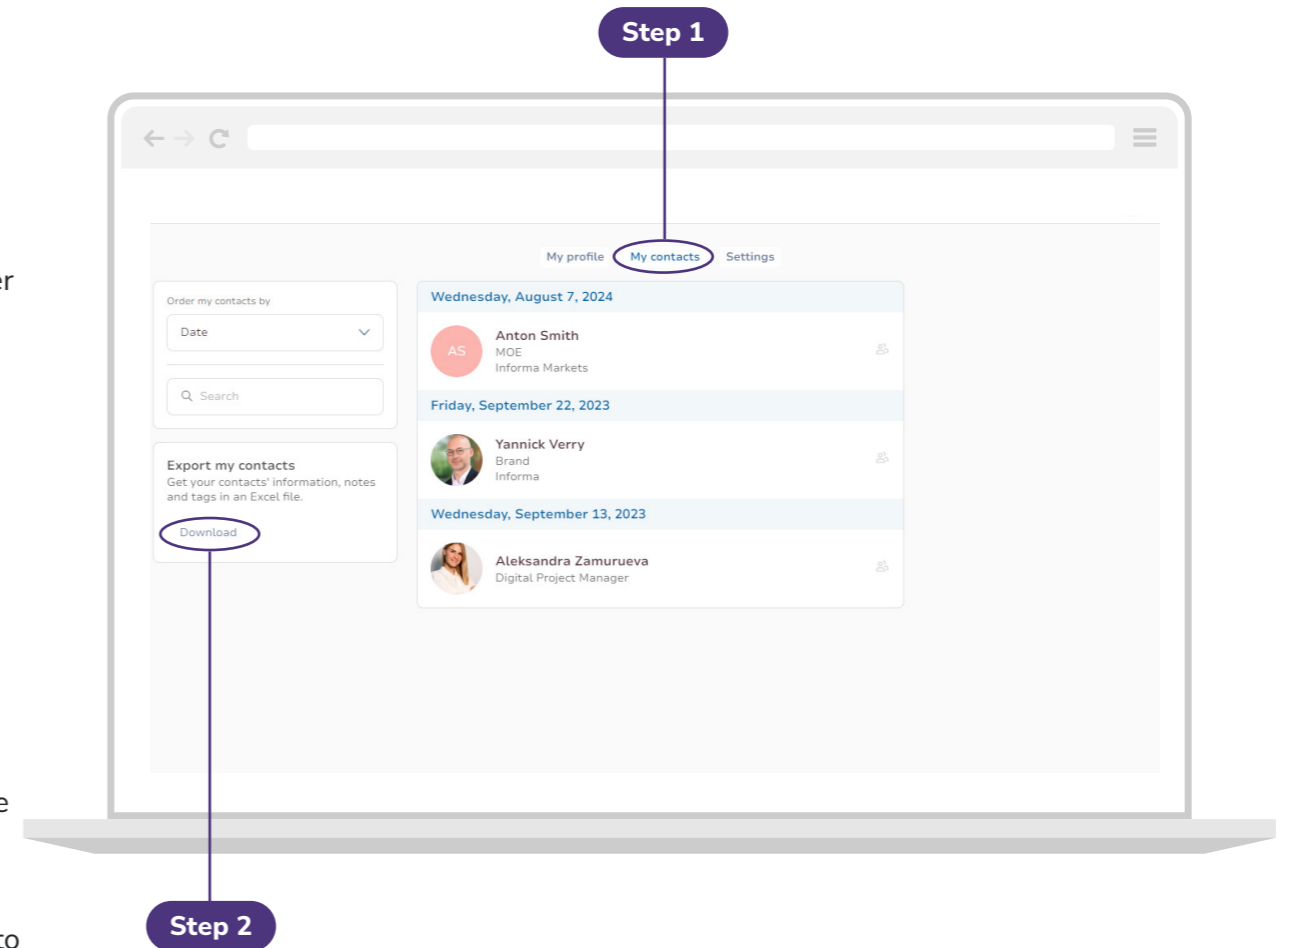 Step 1
er
My profile
My contacts
Settings
Order my contacts by
Date
Search
Export my contacts
Get your contacts' information, notes
and tags in an Excel file.
Download
Wednesday, August 7, 2024
AS
Anton Smith
MOE
Informa Markets
Friday, September 22, 2023
Yannick Verry
Brand
Informa
Wednesday, September 13, 2023
Aleksandra Zamurueva
Digital Project Manager
e
Step 2
to